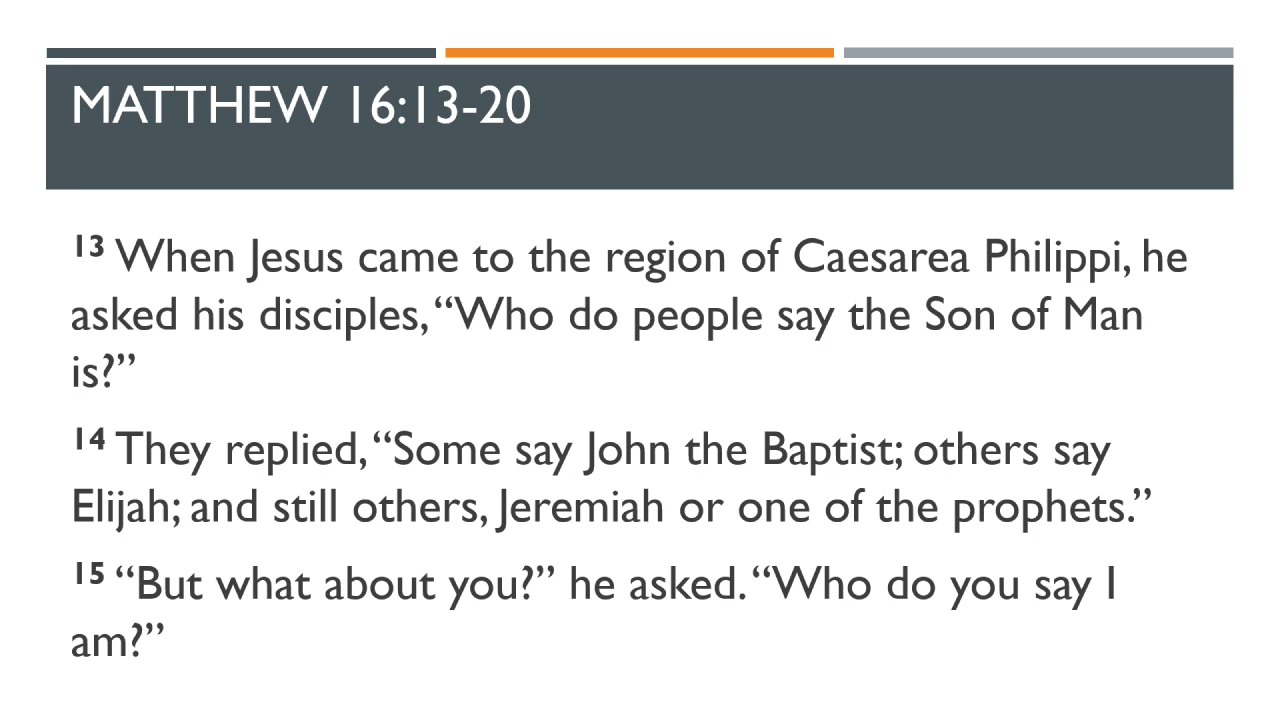 MATTHEW 16:13-20
13 When Jesus came to the region of Caesarea Philippi, he
asked his disciples, “Who do people say the Son of Man
is?”
14 They replied, “Some say John the Baptist; others say
Elijah; and still others, Jeremiah or one of the prophets.”
15 “But what about you?” he asked. “Who do you say I
am?”